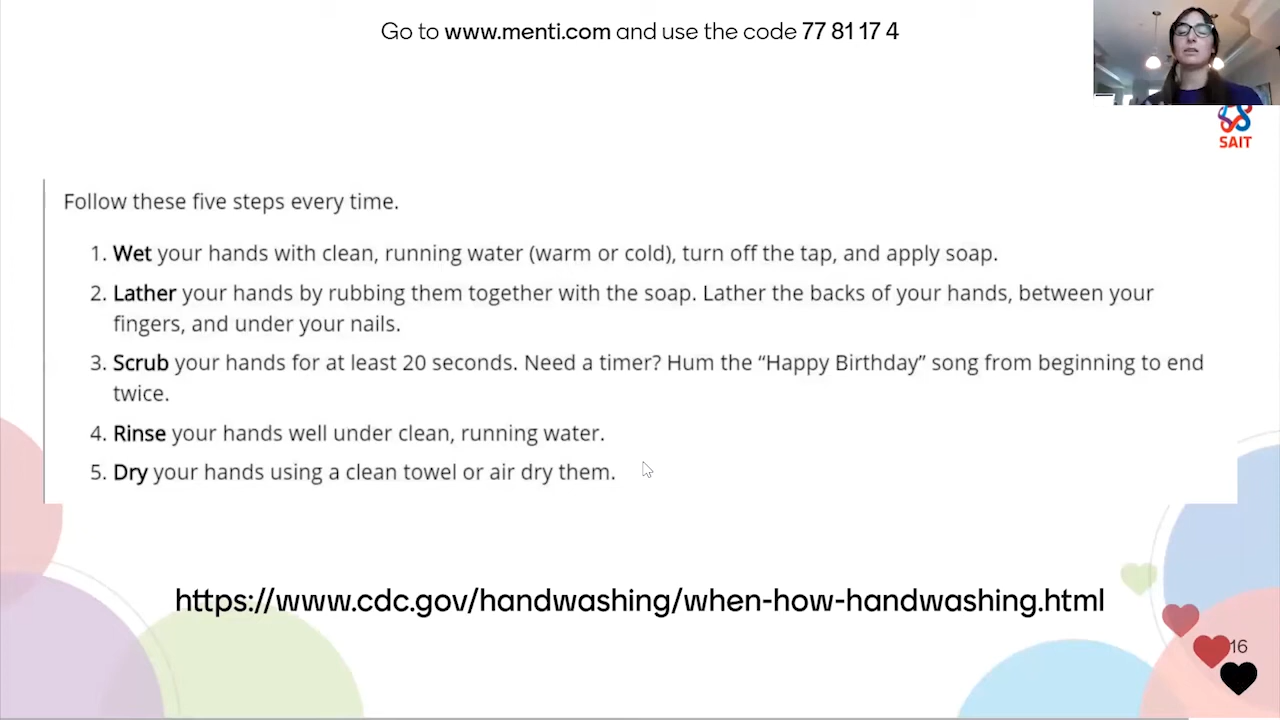 Go to www.menti.com and use the code 77 81 17 4
SAIT
Follow these five steps every time.
1. Wet your hands with clean, running water (warm or cold), turn off the tap, and apply soap.
2. Lather your hands by rubbing them together with the soap. Lather the backs of your hands, between your
fingers, and under your nails.
3. Scrub your hands for at least 20 seconds. Need a timer? Hum the “Happy Birthday” song from beginning to end
twice.
4. Rinse your hands well under clean, running water.
5. Dry your hands using a clean towel or air dry them.
https://www.cdc.gov/handwashing/when-how-handwashing.html
16